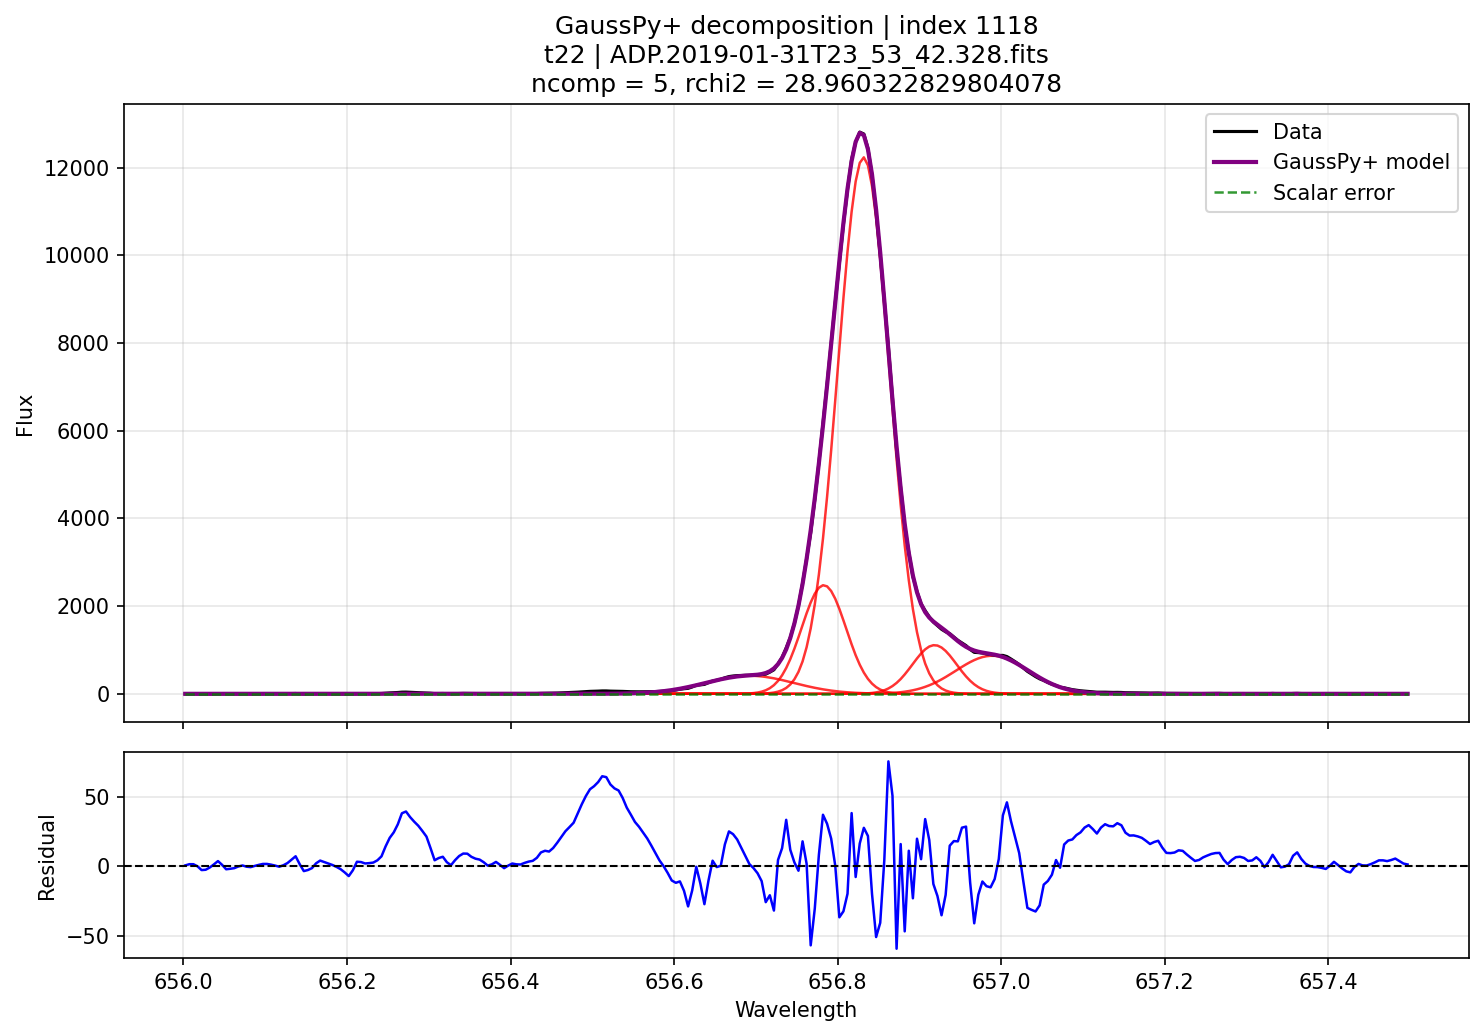 GaussPy+ decomposition | index 1118
t22 | ADP.2019-01-31T23_53_42.328.fits
ncomp = 5, rchi2 = 28.960322829804078
Data
GaussPy+ model
Scalar error
12000
10000
8000
6000
4000
2000
0
Flux
50
0
−50
Residual
656.0 656.2 656.4 656.6 656.8 657.0 657.2 657.4
Wavelength